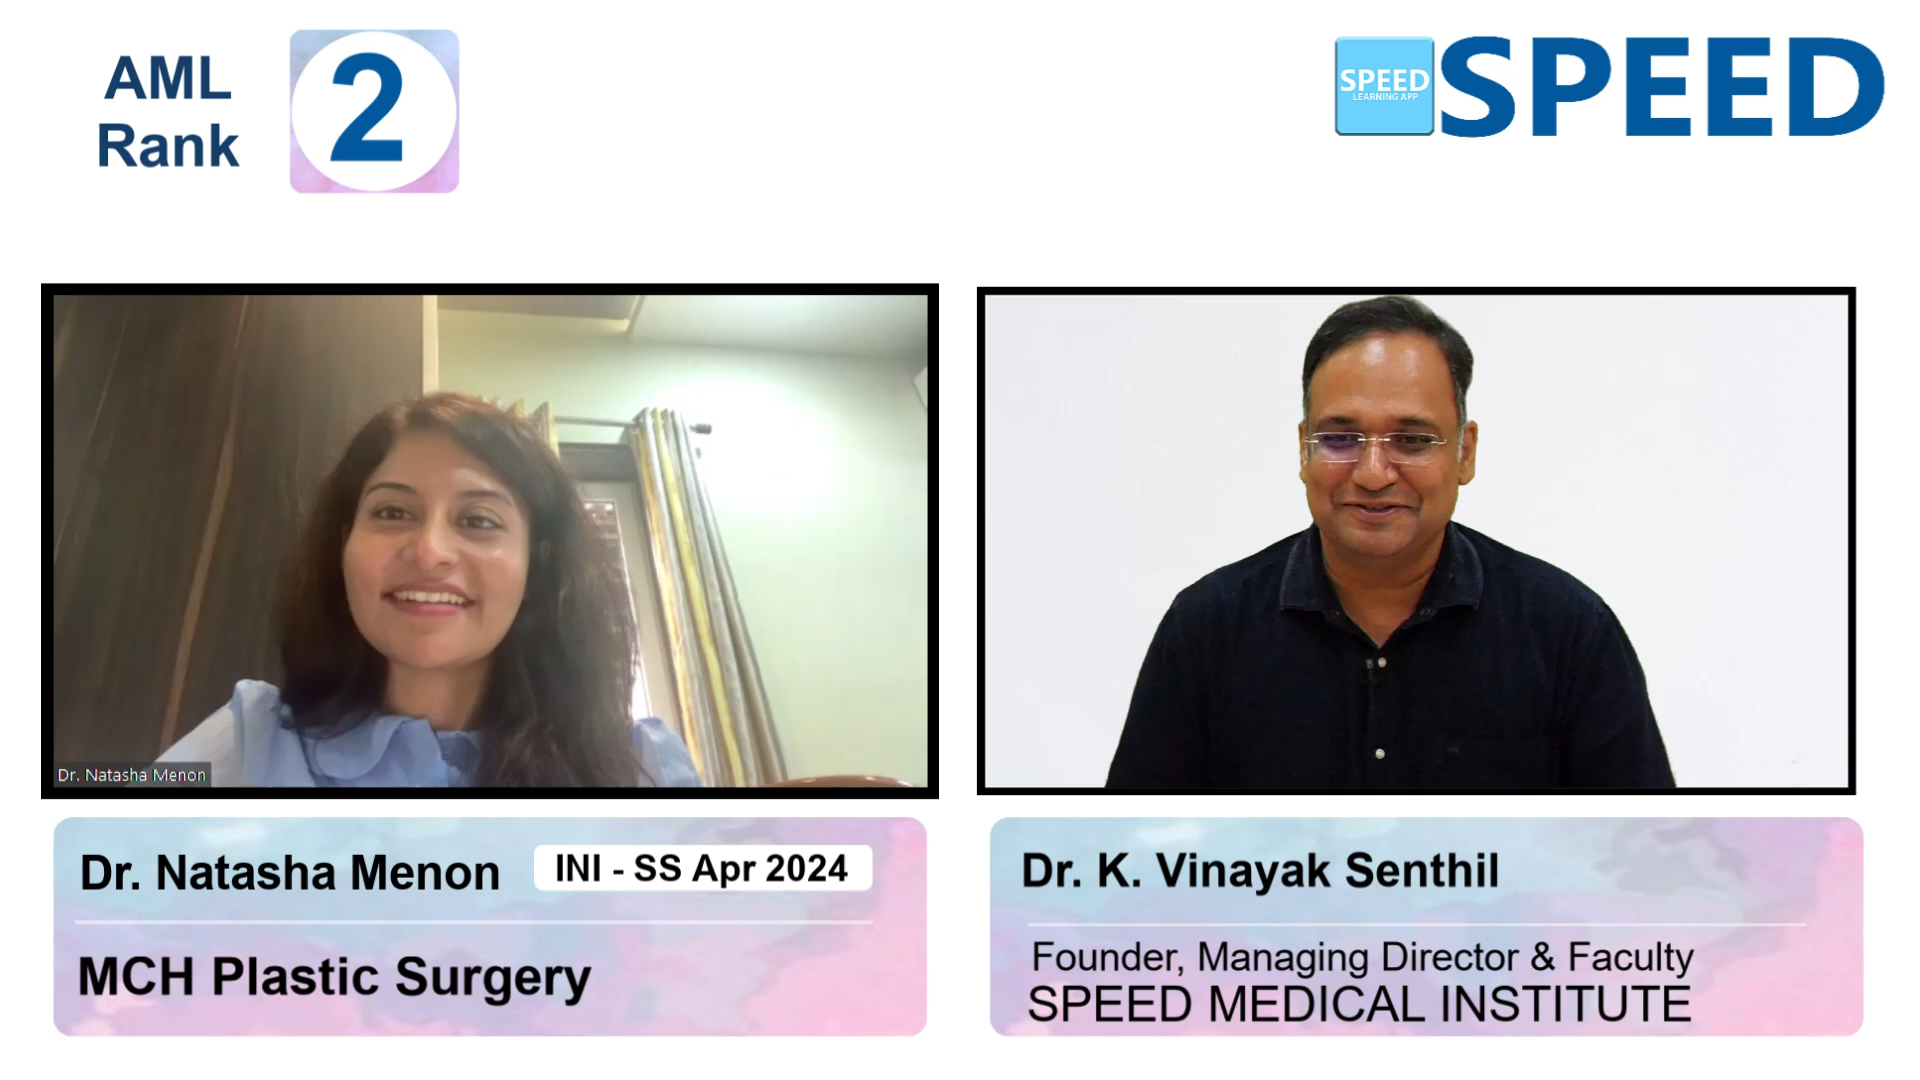 AML
Rank
2
SPEED
LEARNING APP
SPEED
Dr. Natasha Menon
Dr. Natasha Menon
INI - SS Apr 2024
MCH Plastic Surgery
Dr. K. Vinayak Senthil
Founder, Managing Director & Faculty
SPEED MEDICAL INSTITUTE